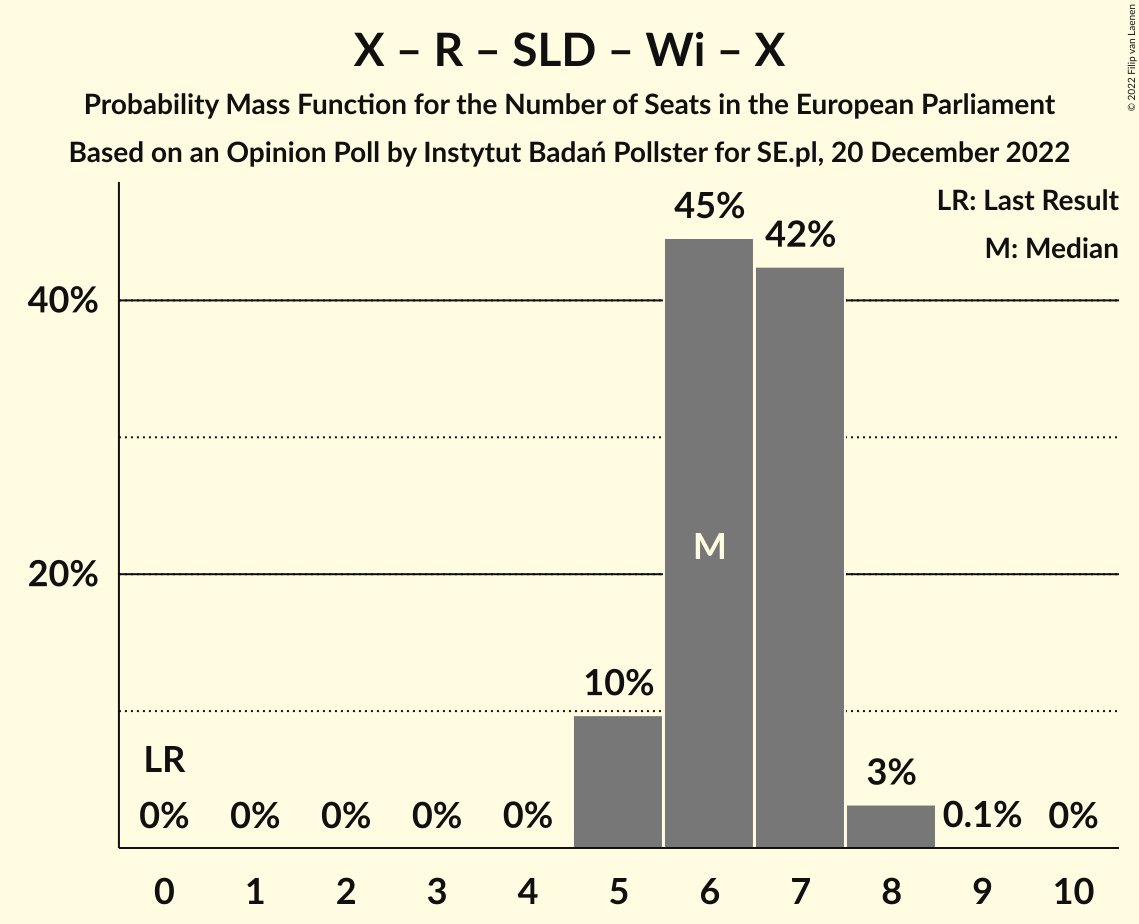 X – R – SLD – Wi – X
Probability Mass Function for the Number of Seats in the European Parliament
Based on an Opinion Poll by Instytut Badań Pollster for SE.pl, 20 December 2022
© 2022 Filip van Laenen
LR: Last Result
M: Median
45%
42%
40%
M
20%
10%
LR
3%
0% 0% 0% 0% 0% 0.1% 0%
0 1 2 3 4 5 6 7 8 9 10